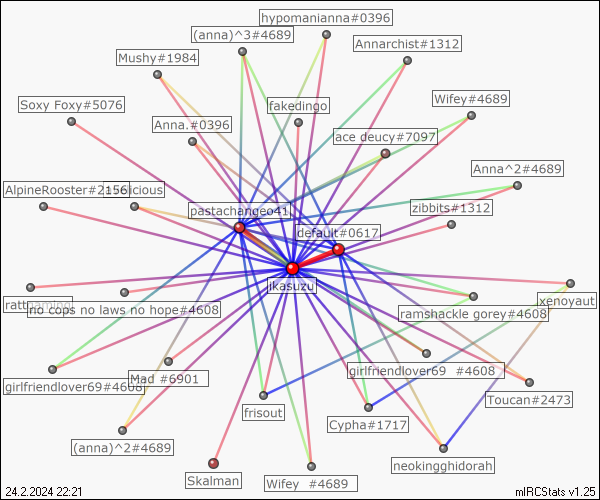 hypomanianna#0396
(anna)^3#4689
Annarchist#1312
Mushy#1984
Soxy Foxy#5076
fakedingo
Wifey#4689
Anna.#0396
ace deucy#7097
Anna^2#4689
AlpineRooster#2156
pastachangeo41
zibbits#1312
default#0617
ikasuzu
xenoyaut
no cops no laws no hope#4608
ramshackle gorey#4608
girlfriendlover69#4608
Mad #6901
girlfriendlover69 #4608
Toucan#2473
frisout
Cypha#1717
(anna)^2#4689
neokingghidorah
Skalman
Wifey #4689
24.2.2024 22:21
mIRCStats v1.25